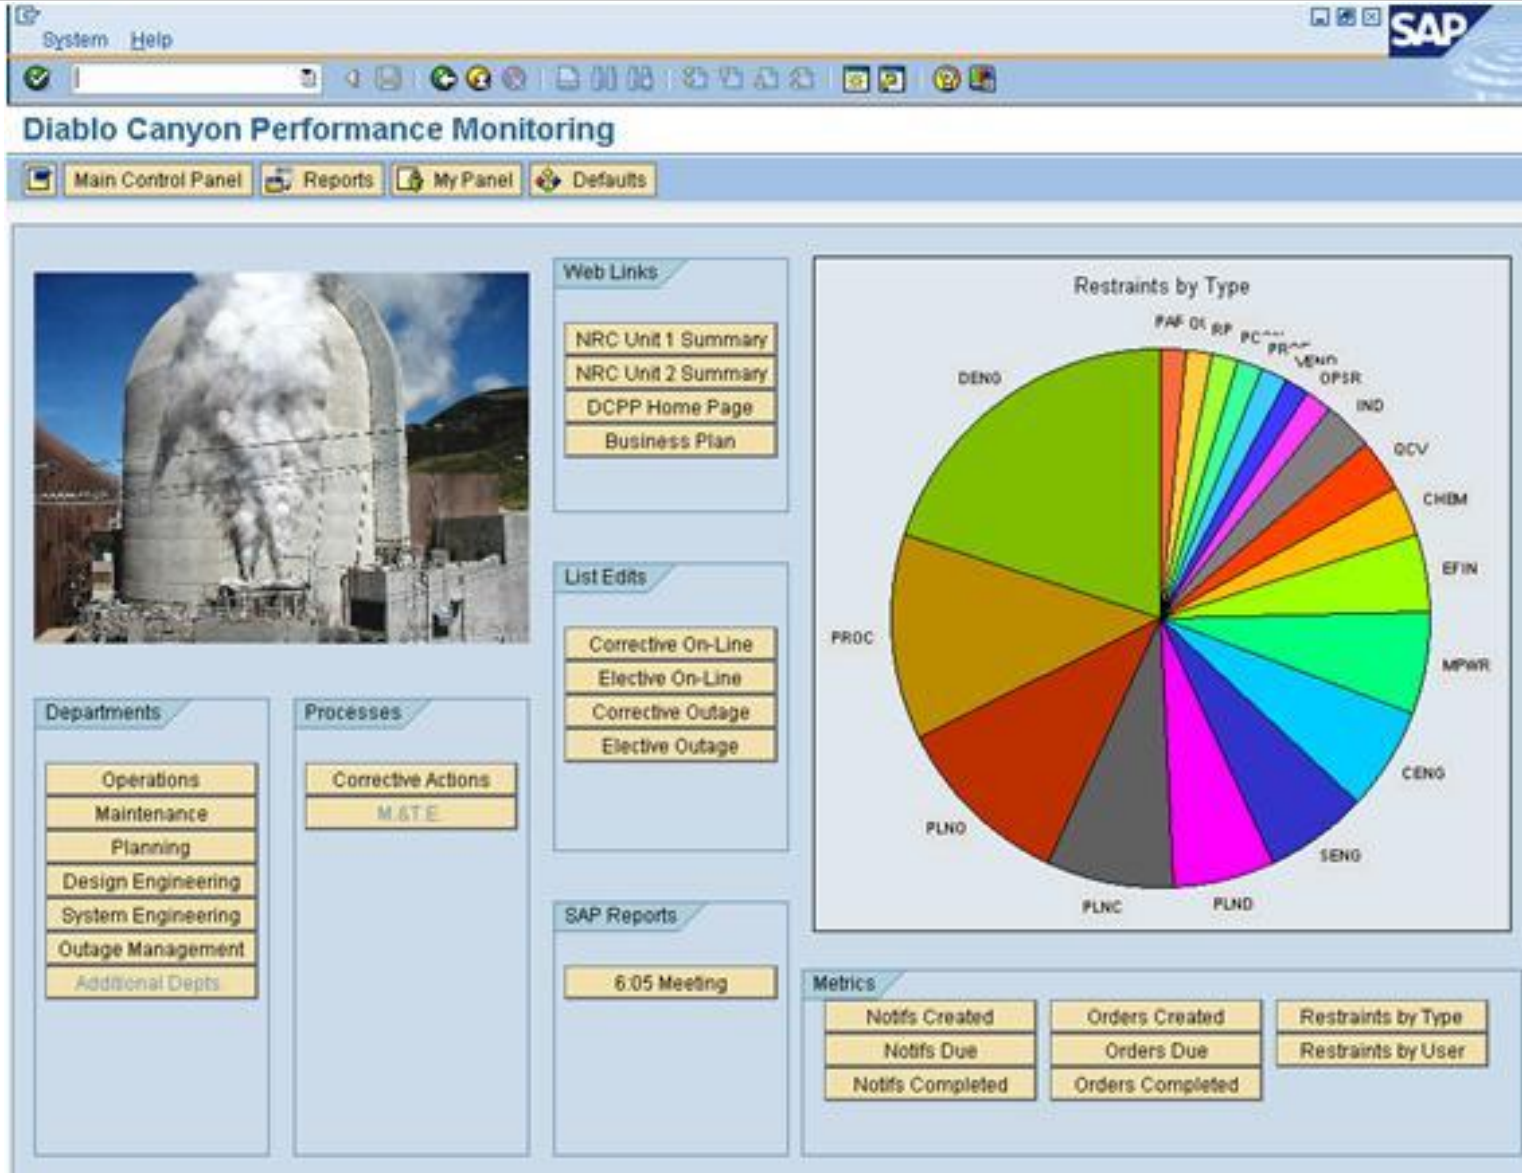 System Help
SAP
Diablo Canyon Performance Monitoring
Main Control Panel Reports My Panel Defaults
Web Links
NRC Unit 1 Summary
NRC Unit 2 Summary
DCPP Home Page
Business Plan
List Edits
Corrective On-Line
Elective On-Line
Corrective Outage
Elective Outage
Departments
Operations
Maintenance
Planning
Design Engineering
System Engineering
Outage Management
Additional Depts.
Processes
Corrective Actions
M.&T.E.
SAP Reports
6:05 Meeting
Restraints by Type
RP
OPSR
IND
QCV
CHEM
EFIN
MPWR
CENG
SENG
PLND
PLNC
PLNO
PROC
DENG
Metrics
Notifs Created Orders Created Restraints by Type
Notifs Due Orders Due Restraints by User
Notifs Completed Orders Completed